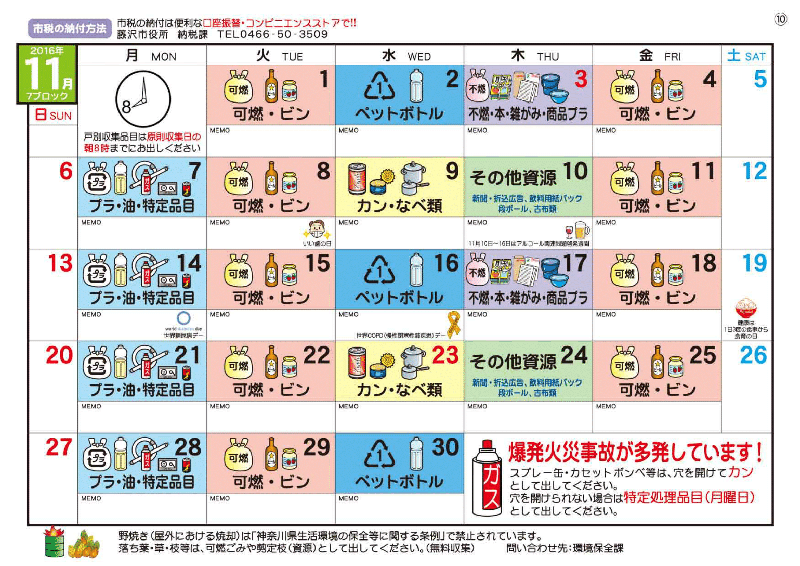 ⑩
市税の納付方法
市税の納付は便利な口座振替・コンビニエンスストアで!!
藤沢市役所 納税課 TEL0466-50-3509
2016年
11月
7ブロック
日 SUN
月 MON
火 TUE
水 WED
木 THU
金 FRI
土 SAT
8
戸別収集品目は原則収集日の
朝8時までにお出しください
可燃 1
可燃・ビン
MEMO
1 2
ペットボトル
MEMO
不燃 3
不燃・本・雑がみ・商品プラ
MEMO
可燃 4
可燃・ビン
MEMO
5
6
プラ 7
プラ・油・特定品目
MEMO
可燃 8
可燃・ビン
MEMO
いい歯の日
9
カン・なべ類
MEMO
その他資源 10
新聞・折込広告、飲料用紙パック
段ボール、古布類
MEMO
11月10日~16日はアルコール関連問題啓発週間
可燃 11
可燃・ビン
MEMO
12
13
プラ 14
プラ・油・特定品目
MEMO
world diabetes day
世界糖尿病デー
可燃 15
可燃・ビン
MEMO
1 16
ペットボトル
MEMO
世界COPD(慢性閉塞性肺疾患)デー
不燃 17
不燃・本・雑がみ・商品プラ
MEMO
可燃 18
可燃・ビン
MEMO
19
健康は
1日3回の食事から
食育の日
20
プラ 21
プラ・油・特定品目
MEMO
可燃 22
可燃・ビン
MEMO
23
カン・なべ類
MEMO
その他資源 24
新聞・折込広告、飲料用紙パック
段ボール、古布類
MEMO
可燃 25
可燃・ビン
MEMO
26
27
プラ 28
プラ・油・特定品目
MEMO
可燃 29
可燃・ビン
MEMO
1 30
ペットボトル
MEMO
ガス
爆発火災事故が多発しています!
スプレー缶・カセットボンベ等は、穴を開けてカン
として出してください。
穴を開けられない場合は特定処理品目(月曜日)
として出してください。
野焼き(屋外における焼却)は「神奈川県生活環境の保全等に関する条例」で禁止されています。
落ち葉・草・枝等は、可燃ごみや剪定枝(資源)として出してください。(無料収集) 問い合わせ先:環境保全課